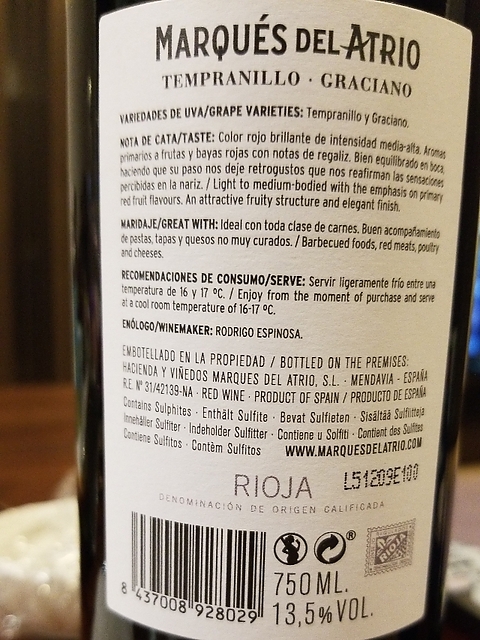 MARQUÉS DEL ATRIO
TEMPRANILLO · GRACIANO
VARIEDADES DE UVA/GRAPE VARIETIES: Tempranillo y Graciano.
NOTA DE CATA/TASTE: Color rojo brillante de intensidad media-alta. Aromas
primarios a frutas y bayas rojas con notas de regaliz. Bien equilibrado en boca,
haciendo que su paso nos deje retrogustos que nos reafirman las sensaciones
percibidas en la nariz. / Light to medium-bodied with the emphasis on primary
red fruit flavours. An attractive fruity structure and elegant finish.
MARIDAJE/GREAT WITH: Ideal con toda clase de carnes. Buen acompañamiento
de pastas, tapas y quesos no muy curados. / Barbecued foods, red meats, poultry
and cheeses.
RECOMENDACIONES DE CONSUMO/SERVE: Servir ligeramente frío entre una
temperatura de 16 y 17 ºC. / Enjoy from the moment of purchase and serve
at a cool room temperature of 16-17 ºC.
ENÓLOGO/WINEMAKER: RODRIGO ESPINOSA.
EMBOTELLADO EN LA PROPIEDAD / BOTTLED ON THE PREMISES:
HACIENDA Y VIÑEDOS MARQUES DEL ATRIO, S.L. · MENDAVIA · ESPAÑA
R.E. Nº 31/42139-NA · RED WINE · PRODUCT OF SPAIN / PRODUCTO DE ESPAÑA
Contains Sulphites · Enthält Sulfite · Bevat Sulfieten · Sisältää Sulfiitteja
Innehåller Sulfiter · Indeholder Sulfitter · Contiene u Solfiti · Contient des Sulfites
Contiene Sulfitos · Contèm Sulfitos WWW.MARQUESDELATRIO.COM
RIOJA L51209E100
DENOMINACIÓN DE ORIGEN CALIFICADA
8 437008 928029
750 ML.
13,5% VOL.